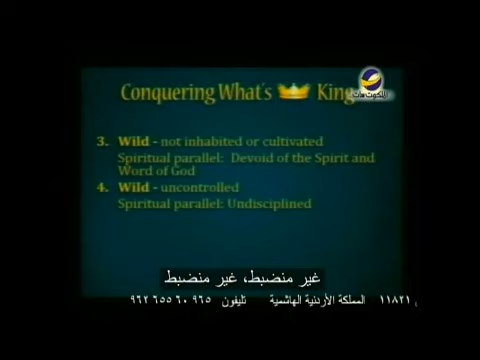 Conquering What's King
الملكوت سات
3. Wild - not inhabited or cultivated
Spiritual parallel: Devoid of the Spirit and
Word of God
4. Wild - uncontrolled
Spiritual parallel: Undisciplined
غير منضبط، غير منضبط
١١٨٢١ المملكة الأردنية الهاشمية تليفون ٩٦٥ ٦٠ ٦٥٥ ٩٦٢